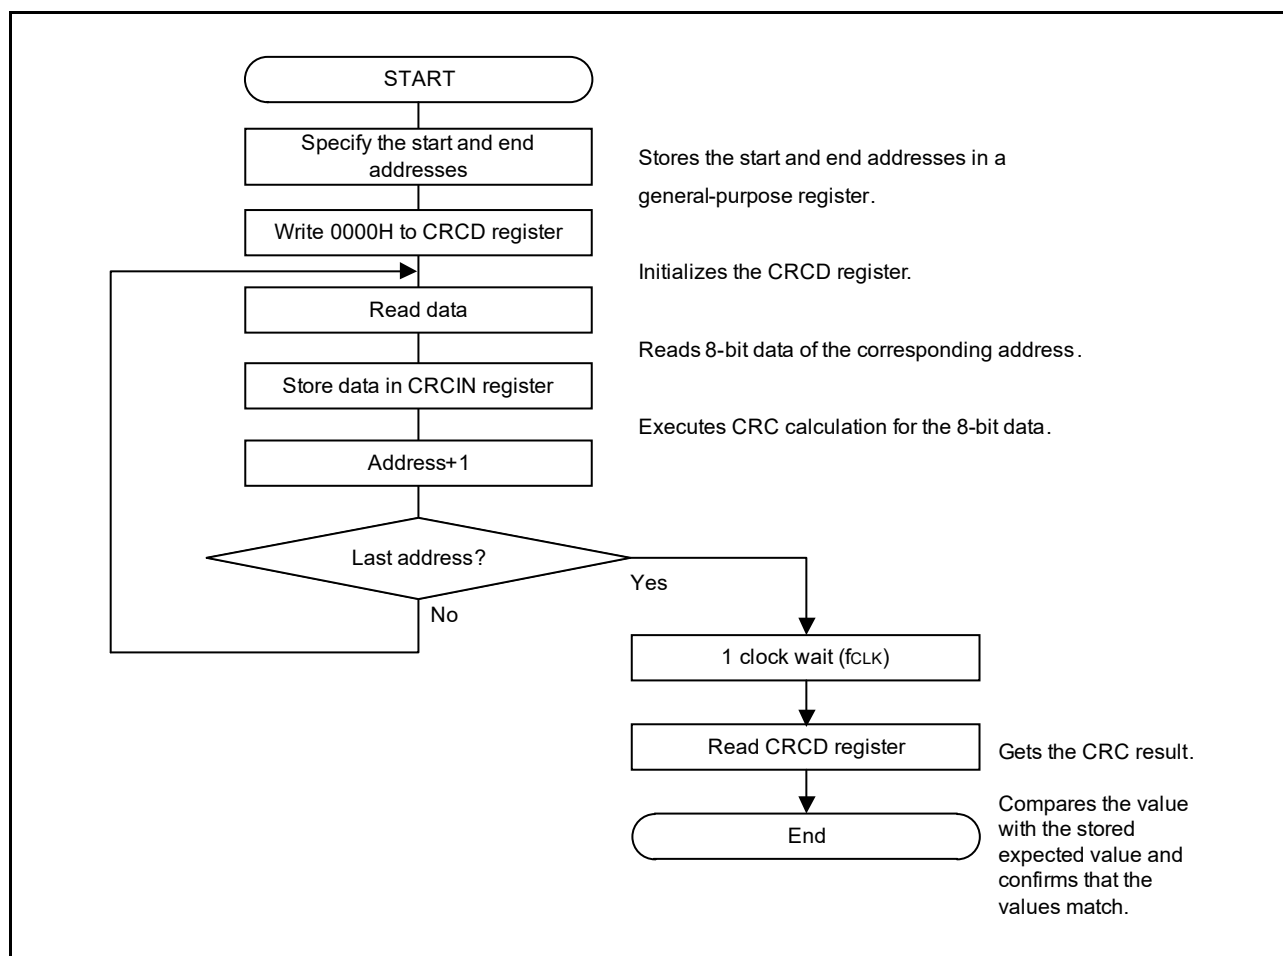 START
Specify the start and end
addresses
Stores the start and end addresses in a
general-purpose register.
Write 0000H to CRCD register
Initializes the CRCD register.
Read data
Reads 8-bit data of the corresponding address.
Store data in CRCIN register
Executes CRC calculation for the 8-bit data.
Address+1
Last address?
Yes
No
1 clock wait (fCLK)
Read CRCD register
Gets the CRC result.
End
Compares the value
with the stored
expected value and
confirms that the
values match.